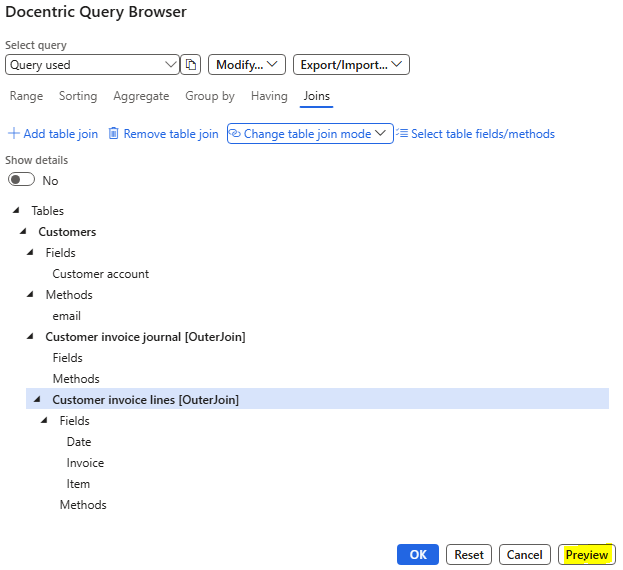 Docentric Query Browser
Select query
Query used
Modify...
Export/Import...
Range Sorting Aggregate Group by Having Joins
Add table join Remove table join Change table join mode Select table fields/methods
Show details
No
Tables
Customers
Fields
Customer account
Methods
email
Customer invoice journal [OuterJoin]
Fields
Methods
Customer invoice lines [OuterJoin]
Fields
Date
Invoice
Item
Methods
OK Reset Cancel Preview